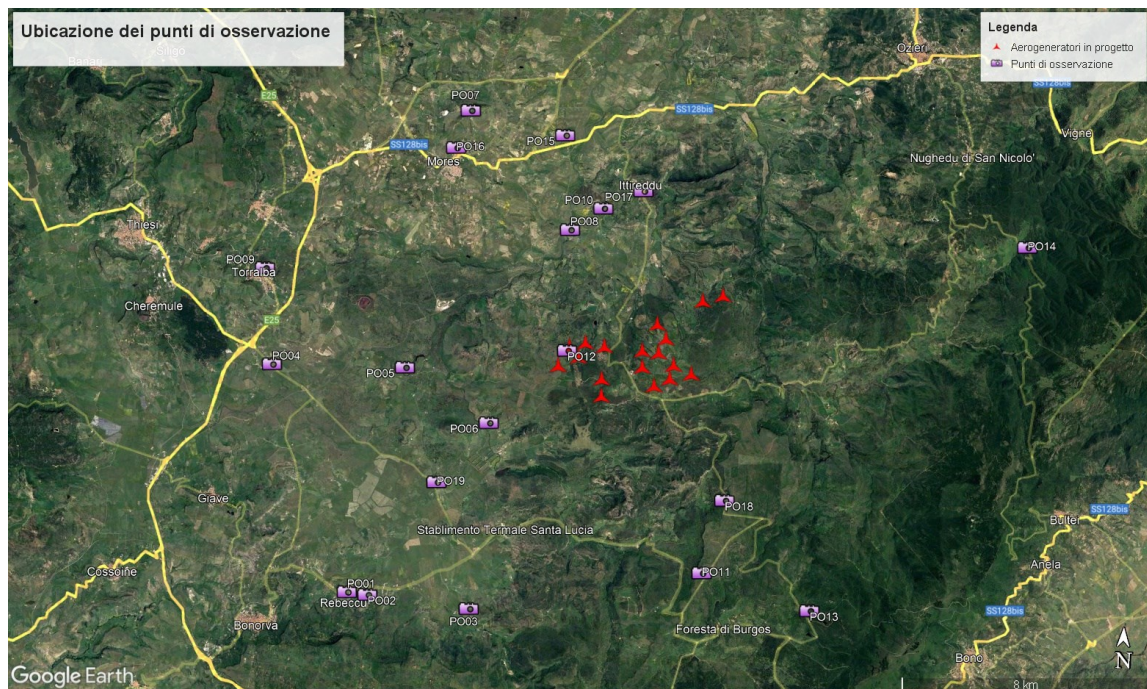 Ubicazione dei punti di osservazione
Legenda
Aerogeneratori in progetto
Punti di osservazione
Siligo
Banari
Ozieri
E25
SS128bis
SS128bis
PO07
SS128bis
PO16
Mores
PO15
Vigne
Nughedu di San Nicolo'
Ittireddu
PO10
PO17
PO08
Thiesi
PO09
Torralba
PO14
Cheremule
E25
PO04
PO12
PO05
PO06
PO19
Giave
PO18
Stablimento Termale Santa Lucia
SS128bis
Bultei
Cossoine
Anela
PO11
PO01
Rebeccu
PO02
PO03
PO13
SS128bis
Bonorva
Foresta di Burgos
Bono
N
Google Earth
8 km